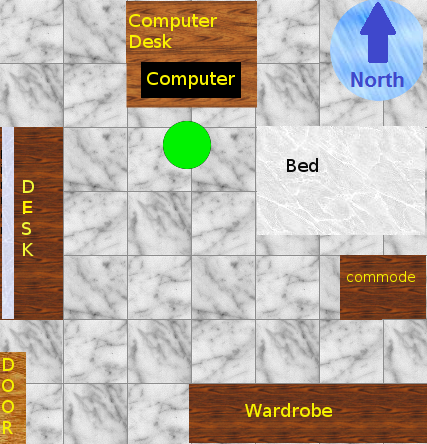 Computer
Desk
Computer
North
Bed
D
E
S
K
commode
D
O
O
R
Wardrobe